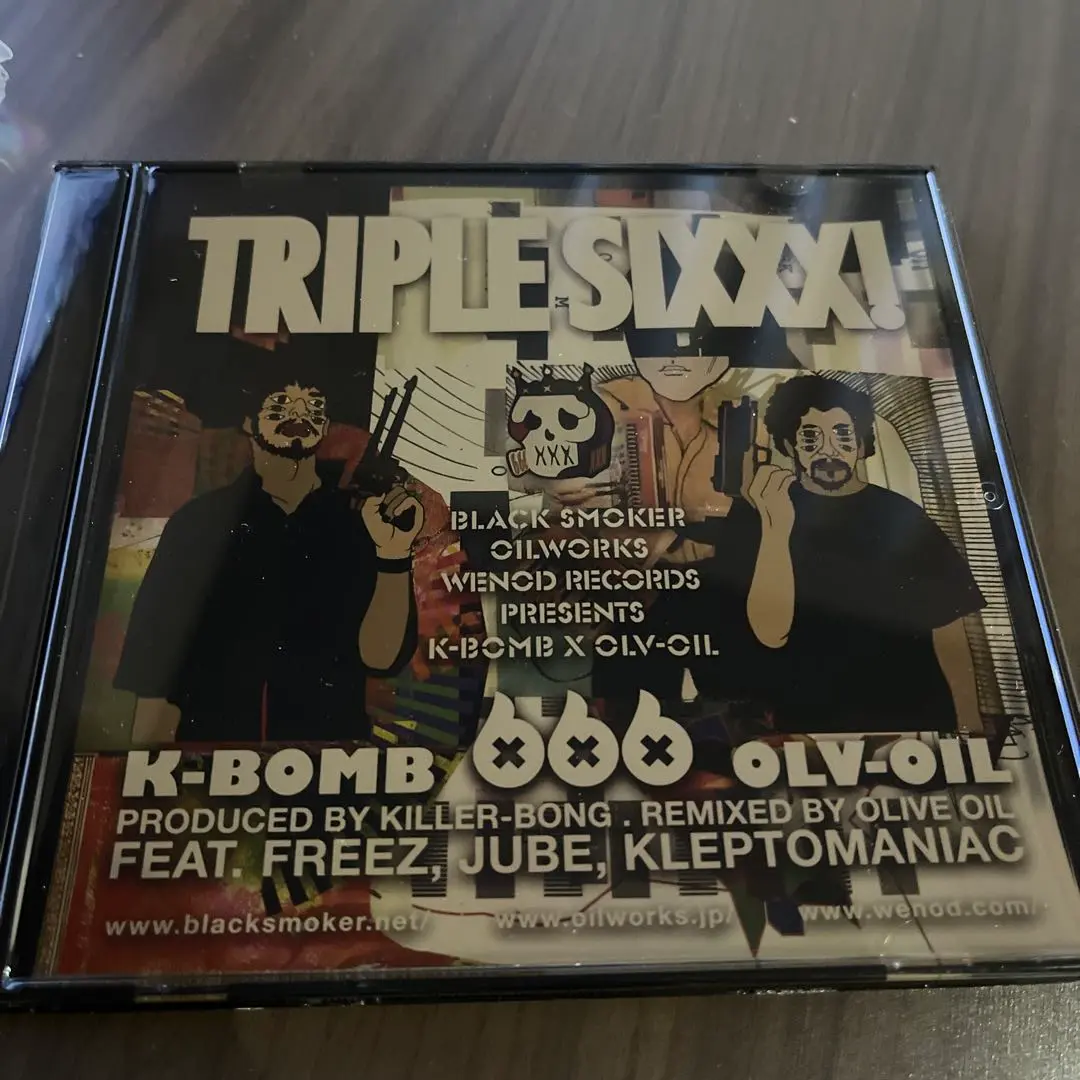 TRIPLE SIXXX!
XXX
BLACK SMOKER
OILWORKS
WENOD RECORDS
PRESENTS
K-BOMB X OLV-OIL
K-BOMB 666 OLV-OIL
PRODUCED BY KILLER-BONG . REMIXED BY OLIVE OIL
FEAT. FREEZ, JUBE, KLEPTOMANIAC
www.blacksmoker.net/ www.oilworks.jp/ www.wenod.com/